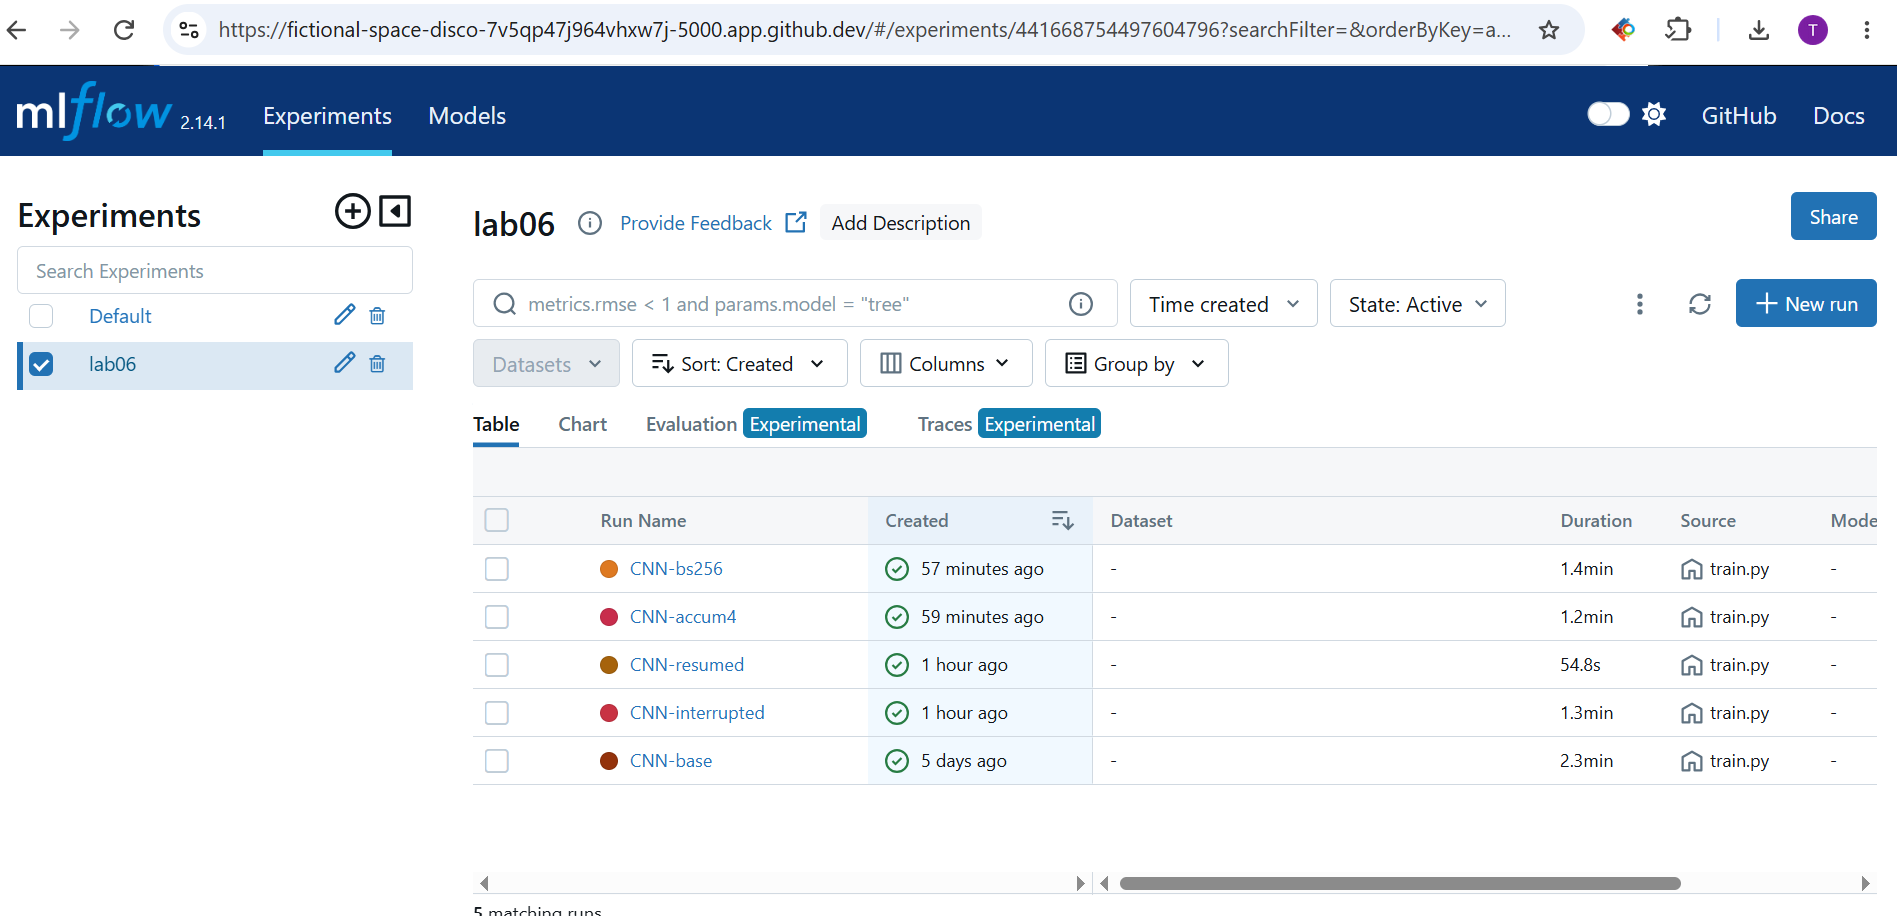 https://fictional-space-disco-7v5qp47j964vhxw7j-5000.app.github.dev/#/experiments/441668754497604796?searchFilter=&orderByKey=a...
T
mlflow 2.14.1
Experiments
Models
GitHub
Docs
Experiments
Search Experiments
Default
lab06
lab06
Provide Feedback
Add Description
Share
metrics.rmse < 1 and params.model = "tree"
Time created
State: Active
New run
Datasets
Sort: Created
Columns
Group by
Table
Chart
Evaluation Experimental
Traces Experimental
Run Name Created Dataset Duration Source Mode
CNN-bs256 57 minutes ago - 1.4min train.py -
CNN-accum4 59 minutes ago - 1.2min train.py -
CNN-resumed 1 hour ago - 54.8s train.py -
CNN-interrupted 1 hour ago - 1.3min train.py -
CNN-base 5 days ago - 2.3min train.py -
5 matching runs